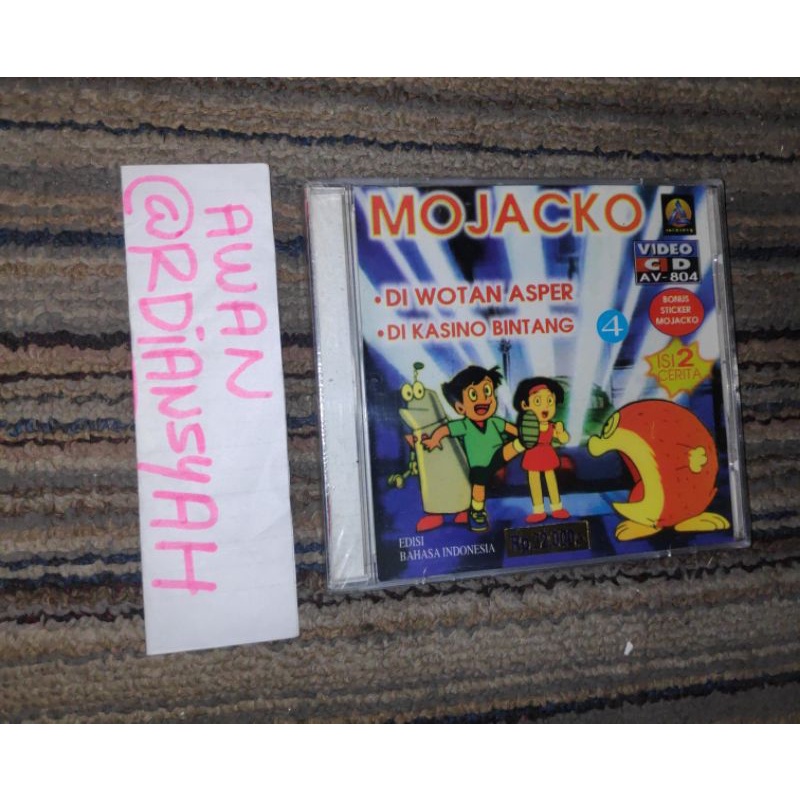 AWAN
@RDiANSYAH
MOJACKO
VIDEO
CD
AV-804
• DI WOTAN ASPER
• DI KASINO BINTANG
4
BONUS
STICKER
MOJACKO
ISI 2
CERITA
EDISI
BAHASA INDONESIA